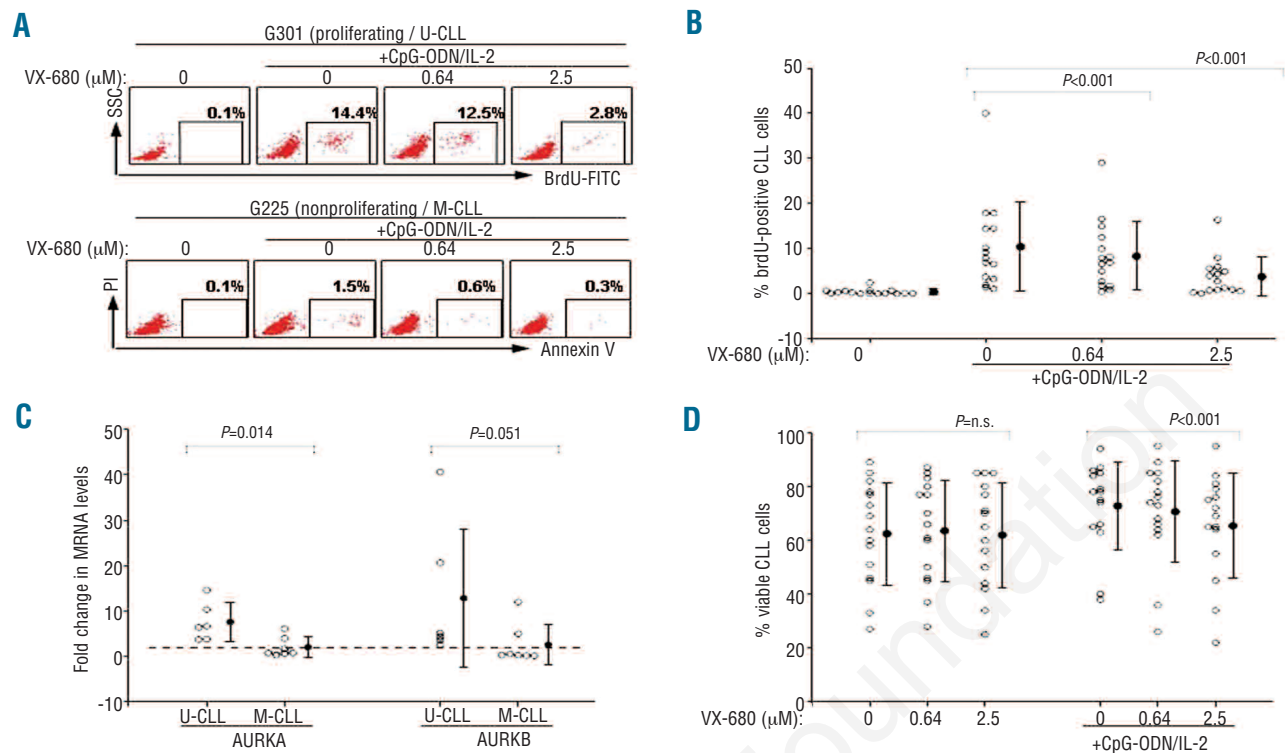 A
G301 (proliferating / U-CLL
+CpG-ODN/IL-2
VX-680 (µM): 0 0 0.64 2.5
SSC
0.1% 14.4% 12.5% 2.8%
BrdU-FITC
G225 (nonproliferating / M-CLL
+CpG-ODN/IL-2
VX-680 (µM): 0 0 0.64 2.5
PI
0.1% 1.5% 0.6% 0.3%
Annexin V
B
P<0.001
P<0.001
% brdU-positive CLL cells
50
40
30
20
10
0
-10
VX-680 (µM): 0 0 0.64 2.5
+CpG-ODN/IL-2
C
P=0.014 P=0.051
Fold change in MRNA levels
50
40
30
20
10
0
-10
U-CLL M-CLL U-CLL M-CLL
AURKA AURKB
D
P=n.s. P<0.001
% viable CLL cells
100
80
60
40
20
0
VX-680 (µM): 0 0.64 2.5 0 0.64 2.5
+CpG-ODN/IL-2
oundation